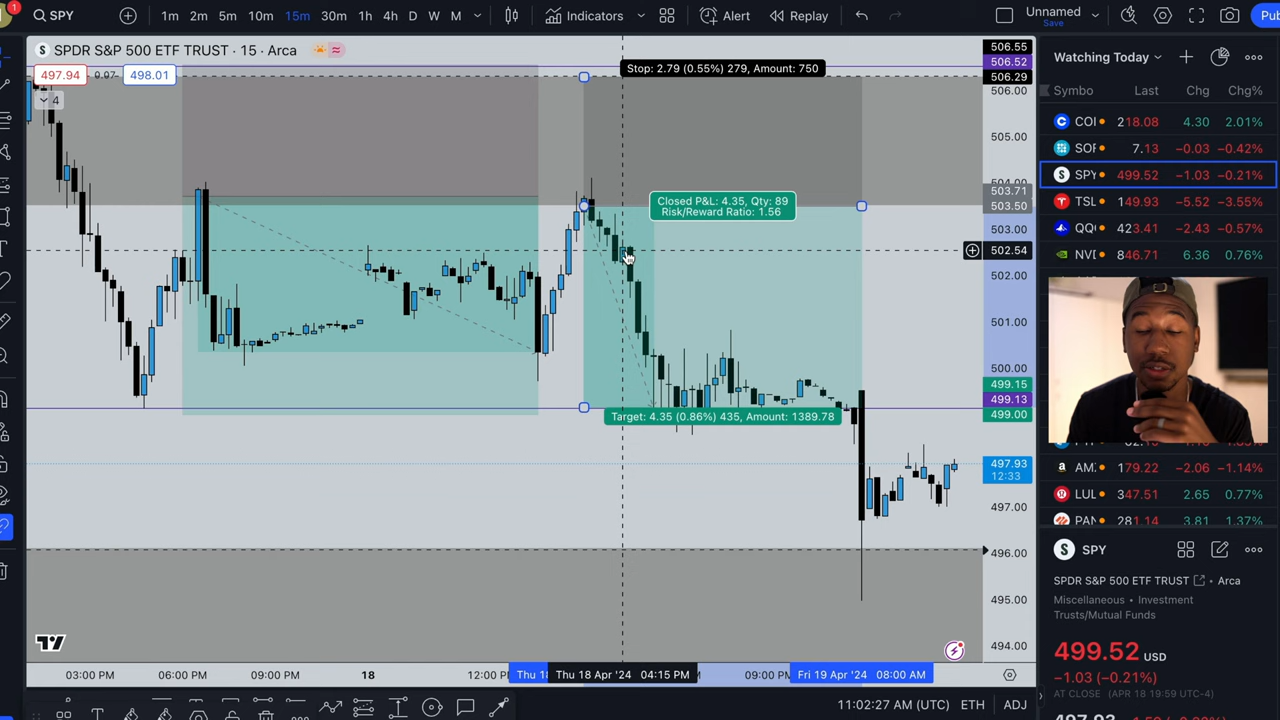 1
SPY
1m 2m 5m 10m 15m 30m 1h 4h D W M
Indicators
Alert
Replay
Unnamed
Save
SPDR S&P 500 ETF TRUST · 15 · Arca
497.94 0.07 498.01
4
Stop: 2.79 (0.55%) 279, Amount: 750
Closed P&L: 4.35, Qty: 89
Risk/Reward Ratio: 1.56
Target: 4.35 (0.86%) 435, Amount: 1389.78
506.55
506.52
506.29
506.00
505.00
504.00
503.71
503.50
503.00
502.54
502.00
501.00
500.00
499.15
499.13
499.00
497.93
12:33
497.00
496.00
495.00
494.00
03:00 PM 06:00 PM 09:00 PM 18 12:00 P Thu 1 Thu 18 Apr '24 04:15 PM 09:00 P Fri 19 Apr '24 08:00 AM
11:02:27 AM (UTC) ETH ADJ
Watching Today
Symbo Last Chg Chg%
COI 218.08 4.30 2.01%
SOF 7.13 −0.03 −0.42%
SPY 499.52 −1.03 −0.21%
TSL 149.93 −5.52 −3.55%
QQ 423.41 −2.43 −0.57%
NVI 846.71 6.36 0.76%
AM 179.22 −2.06 −1.14%
LUL 347.51 2.65 0.77%
PAN 281.14 3.81 1.37%
S SPY
SPDR S&P 500 ETF TRUST · Arca
Miscellaneous • Investment
Trusts/Mutual Funds
499.52 USD
−1.03 (−0.21%)
AT CLOSE (APR 18 19:59 UTC-4)